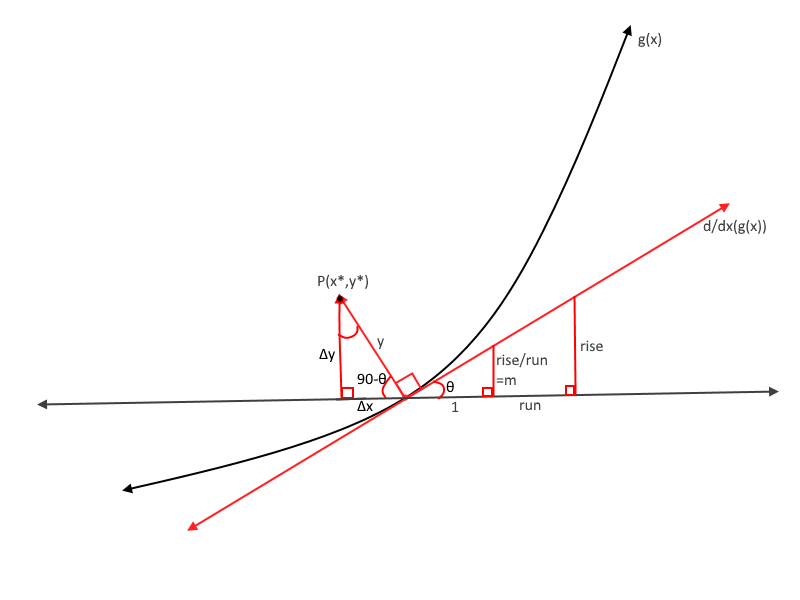 g(x)
d/dx(g(x))
P(x*,y*)
y
Δy
rise
rise/run
=m
90-θ
θ
Δx
1
run